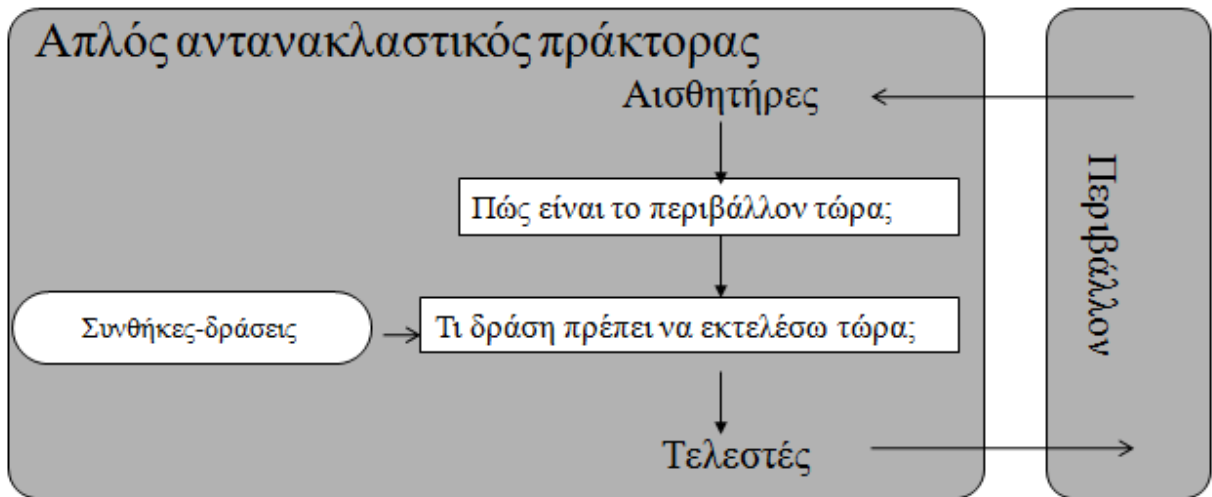 Απλός αντανακλαστικός πράκτορας
Αισθητήρες
Πώς είναι το περιβάλλον τώρα;
Συνθήκες-δράσεις
Τι δράση πρέπει να εκτελέσω τώρα;
Τελεστές
Περιβάλλον